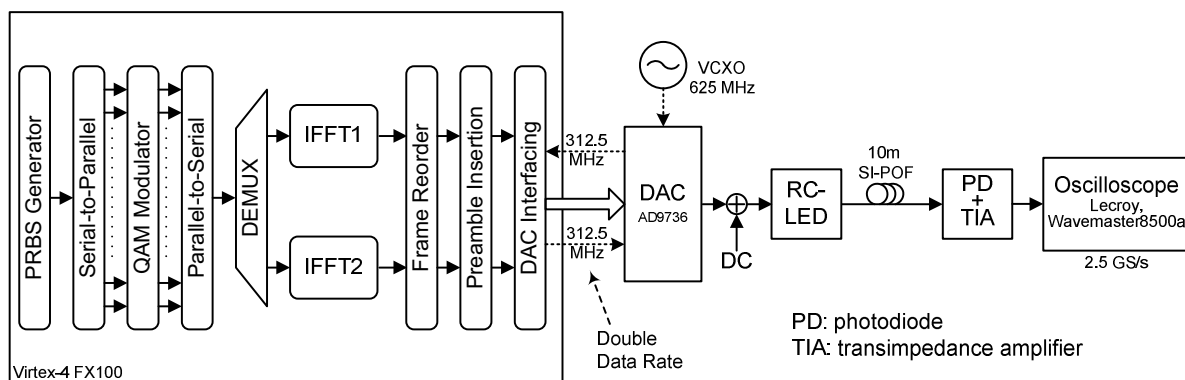 PRBS Generator
Serial-to-Parallel
QAM Modulator
Parallel-to-Serial
DEMUX
IFFT1
IFFT2
Frame Reorder
Preamble Insertion
DAC Interfacing
Virtex-4 FX100
312.5
MHz
312.5
MHz
Double
Data Rate
VCXO
625 MHz
DAC
AD9736
DC
RC-
LED
10m
SI-POF
PD
+
TIA
Oscilloscope
Lecroy,
Wavemaster8500a
2.5 GS/s
PD: photodiode
TIA: transimpedance amplifier